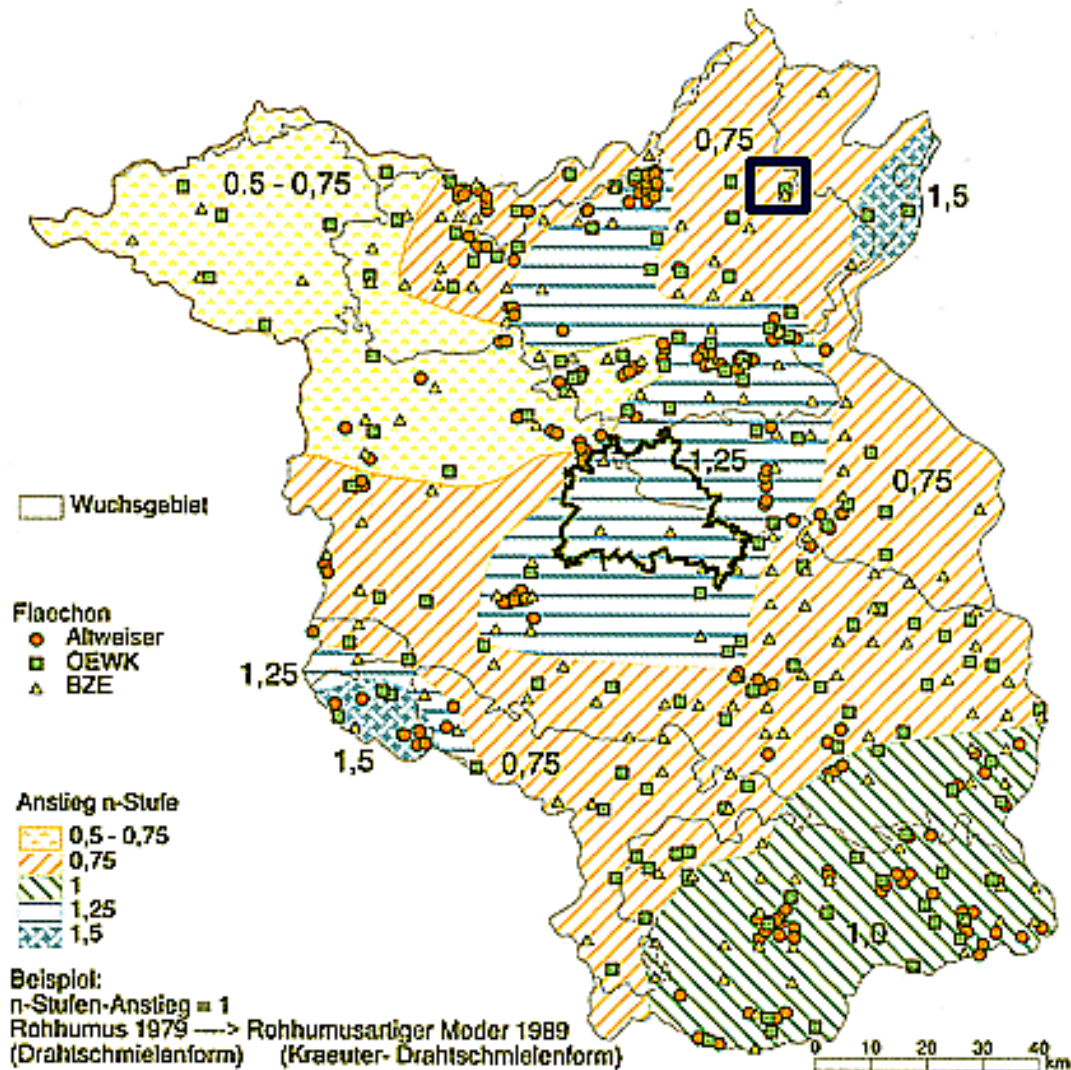 0,75
0.5 - 0,75
1,5
1,25
0,75
Wuchsgebiet
Flaechon
Altweiser
OEWK
BZE
1,25
1,5
0,75
Anstieg n-Stufe
0,5 - 0,75
0,75
1
1,25
1,5
1,0
Beispiol:
n-Stufen-Anstieg = 1
Rohhumus 1979 ----> Rohhumusartiger Moder 1989
(Drahtschmielenform) (Kraeuter- Drahtschmielenform)
0 10 20 30 40
km